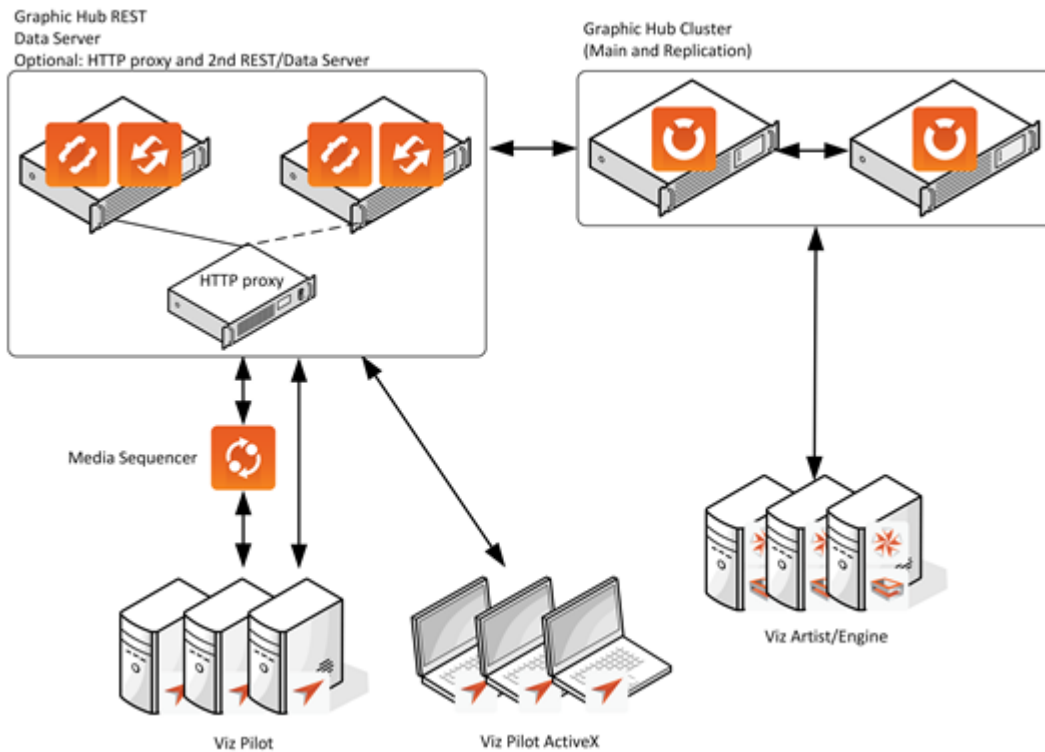 Graphic Hub REST
Data Server
Optional: HTTP proxy and 2nd REST/Data Server
Graphic Hub Cluster
(Main and Replication)
HTTP proxy
Media Sequencer
Viz Artist/Engine
Viz Pilot
Viz Pilot ActiveX